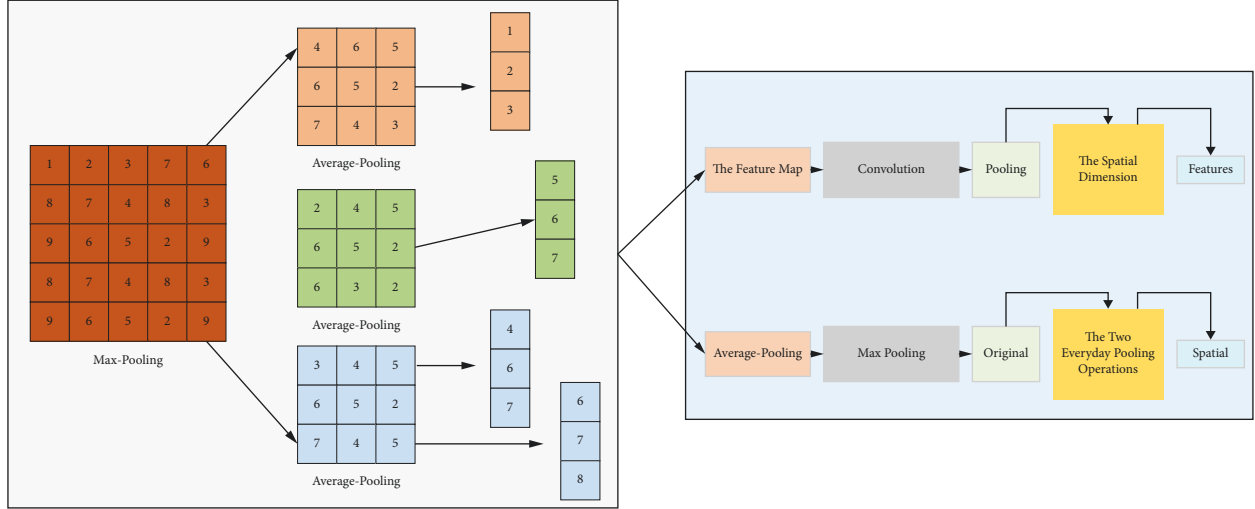 1 2 3 7 6
8 7 4 8 3
9 6 5 2 9
8 7 4 8 3
9 6 5 2 9
Max-Pooling
4 6 5
6 5 2
7 4 3
Average-Pooling
1
2
3
2 4 5
6 5 2
6 3 2
Average-Pooling
5
6
7
3 4 5
6 5 2
7 4 5
Average-Pooling
4
6
7
6
7
8
The Feature Map
Convolution
Pooling
The Spatial
Dimension
Features
Average-Pooling
Max Pooling
Original
The Two
Everyday Pooling
Operations
Spatial